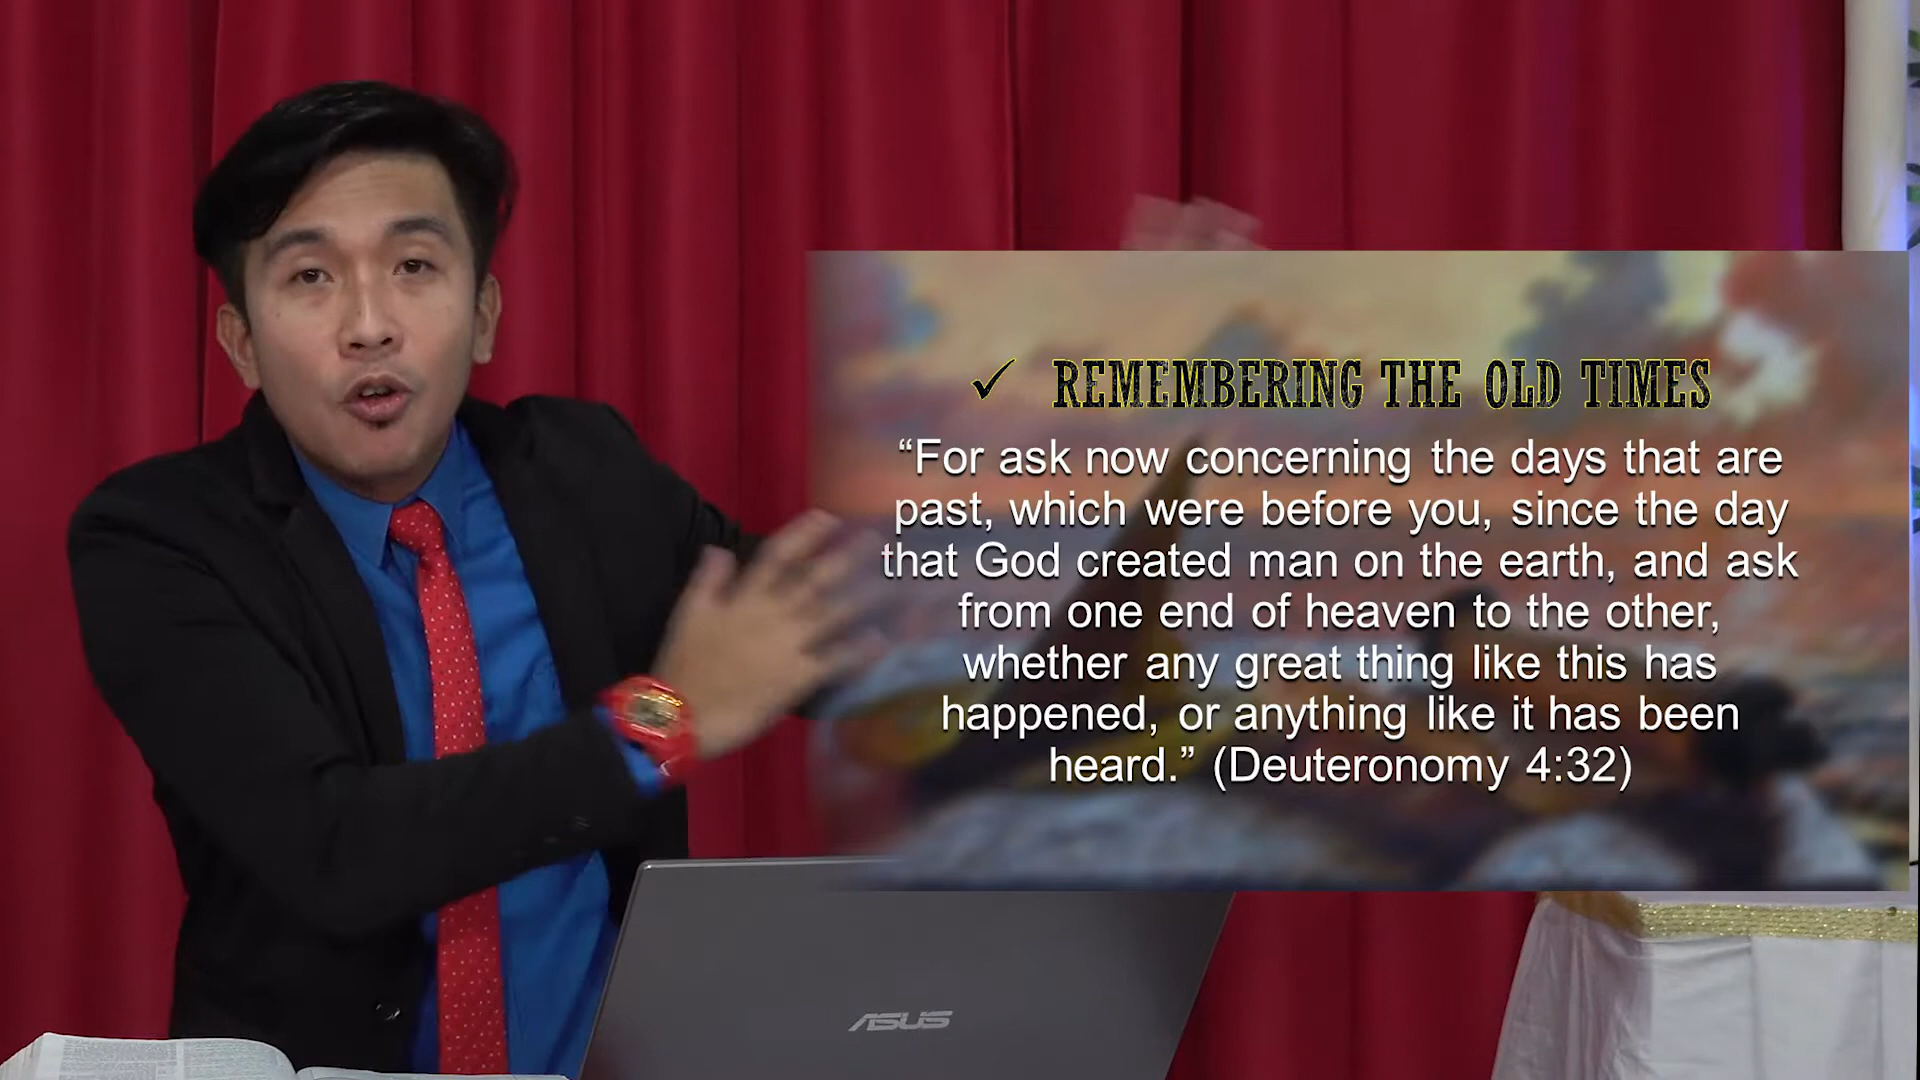 ✓ REMEMBERING THE OLD TIMES
“For ask now concerning the days that are
past, which were before you, since the day
that God created man on the earth, and ask
from one end of heaven to the other,
whether any great thing like this has
happened, or anything like it has been
heard.” (Deuteronomy 4:32)
ASUS